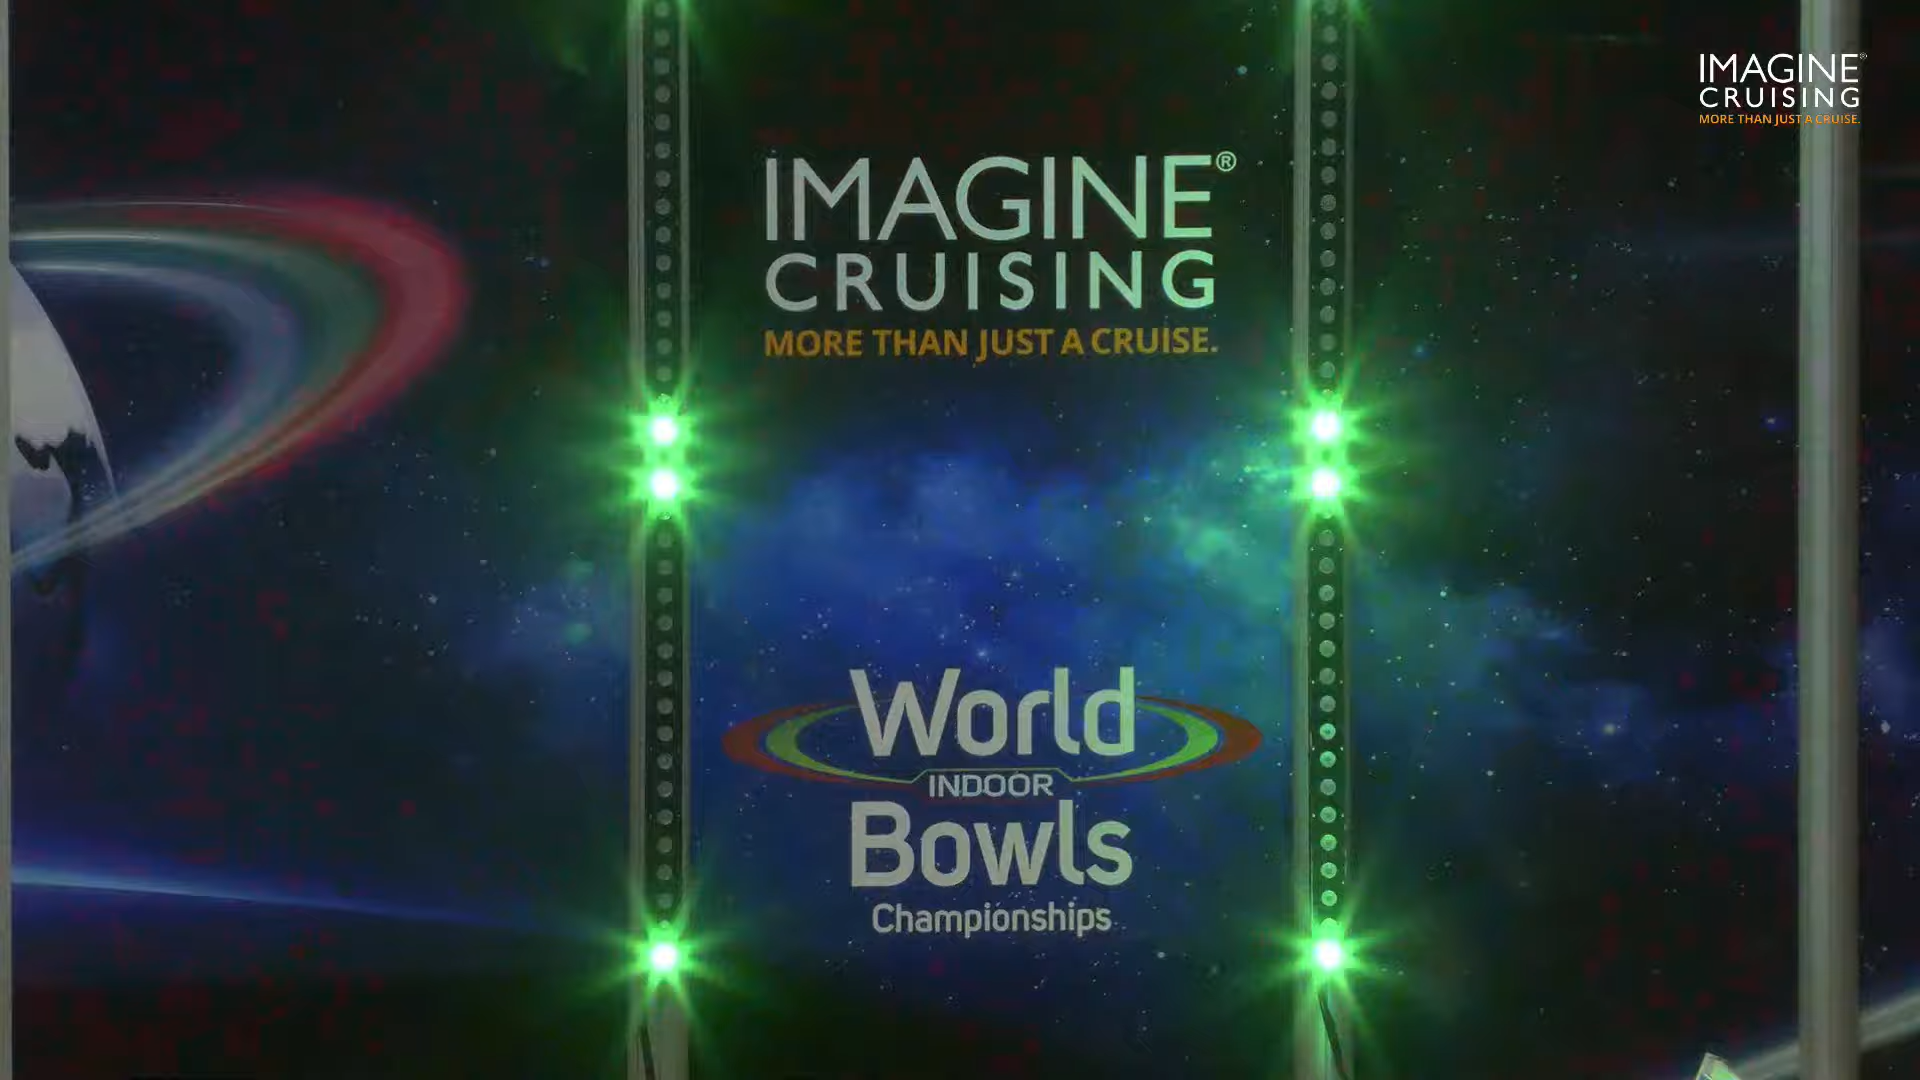 IMAGINE®
CRUISING
MORE THAN JUST A CRUISE.
IMAGINE®
CRUISING
MORE THAN JUST A CRUISE.
World
INDOOR
Bowls
Championships